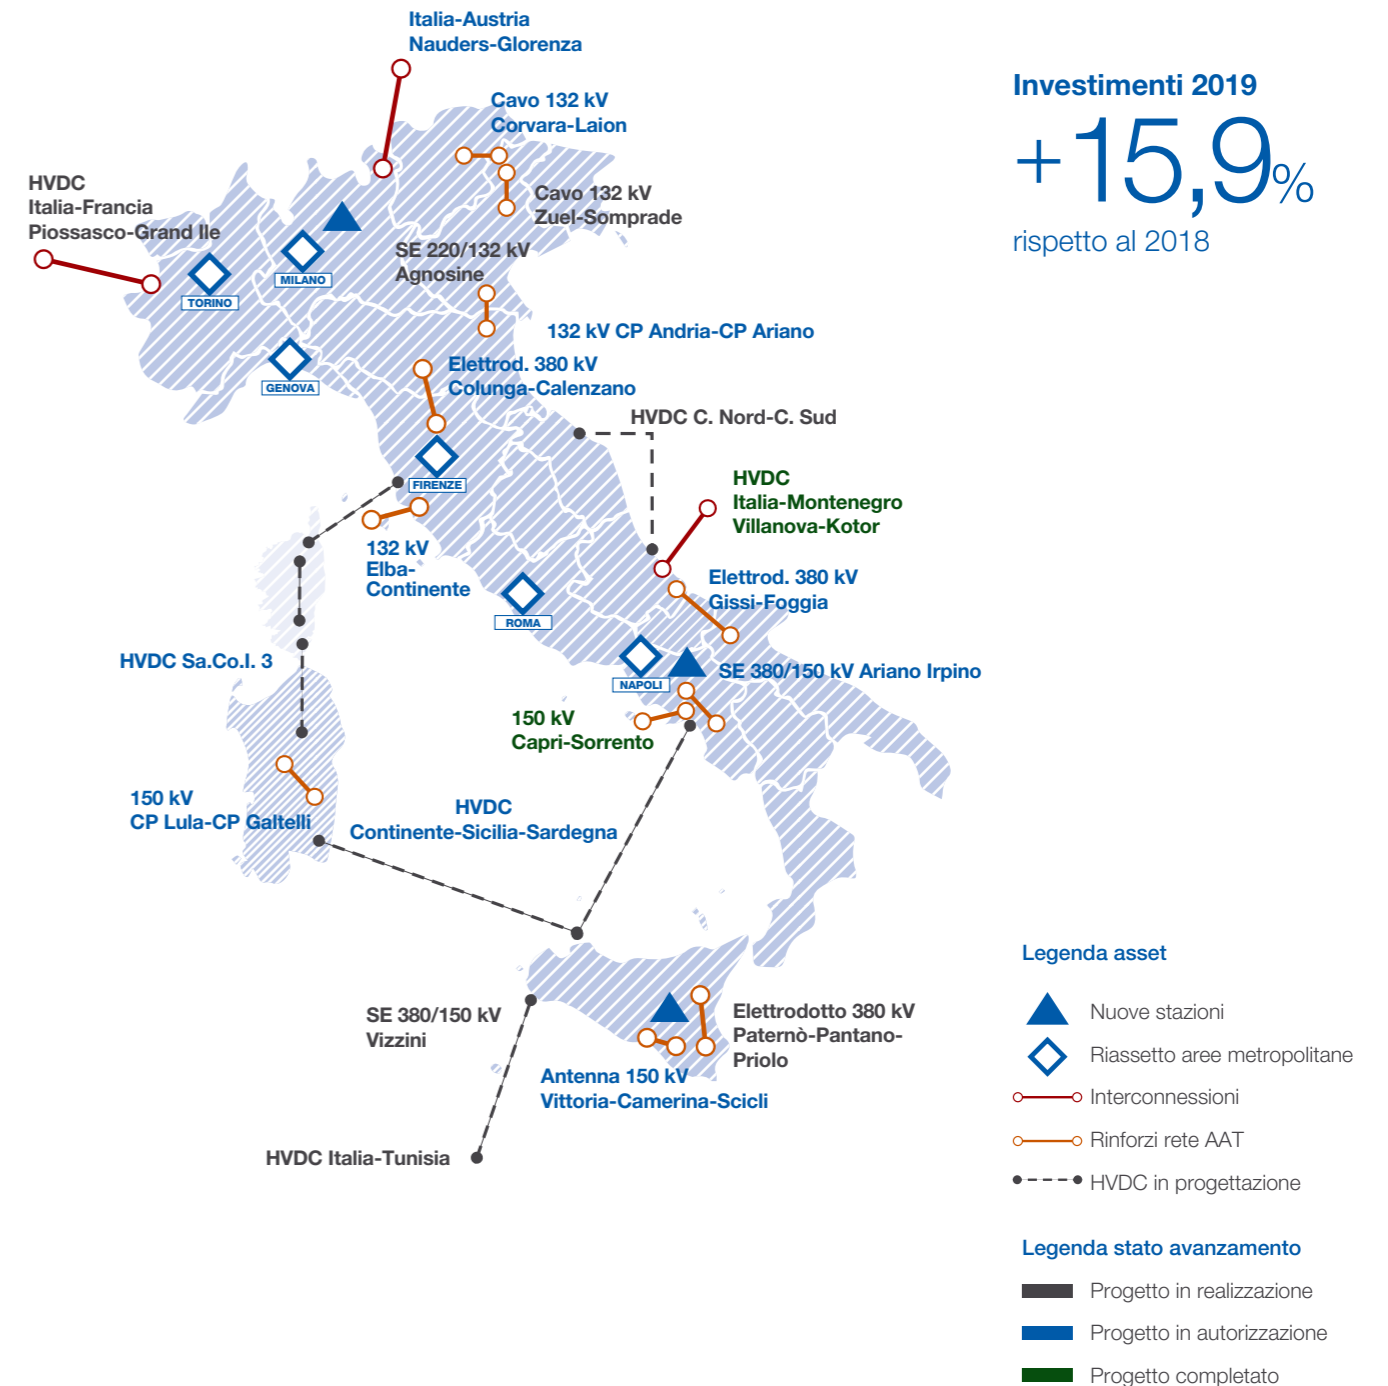 Italia-Austria
Nauders-Glorenza
Cavo 132 kV
Corvara-Laion
HVDC
Italia-Francia
Piossasco-Grand Ile
Cavo 132 kV
Zuel-Somprade
SE 220/132 kV
Agnosine
MILANO
TORINO
GENOVA
132 kV CP Andria-CP Ariano
Elettrod. 380 kV
Colunga-Calenzano
HVDC C. Nord-C. Sud
FIRENZE
HVDC
Italia-Montenegro
Villanova-Kotor
132 kV
Elba-
Continente
Elettrod. 380 kV
Gissi-Foggia
ROMA
HVDC Sa.Co.I. 3
NAPOLI
SE 380/150 kV Ariano Irpino
150 kV
Capri-Sorrento
150 kV
CP Lula-CP Galtelli
HVDC
Continente-Sicilia-Sardegna
SE 380/150 kV
Vizzini
Elettrodotto 380 kV
Paternò-Pantano-
Priolo
Antenna 150 kV
Vittoria-Camerina-Scicli
HVDC Italia-Tunisia
Investimenti 2019
+15,9%
rispetto al 2018
Legenda asset
Nuove stazioni
Riassetto aree metropolitane
Interconnessioni
Rinforzi rete AAT
HVDC in progettazione
Legenda stato avanzamento
Progetto in realizzazione
Progetto in autorizzazione
Progetto completato